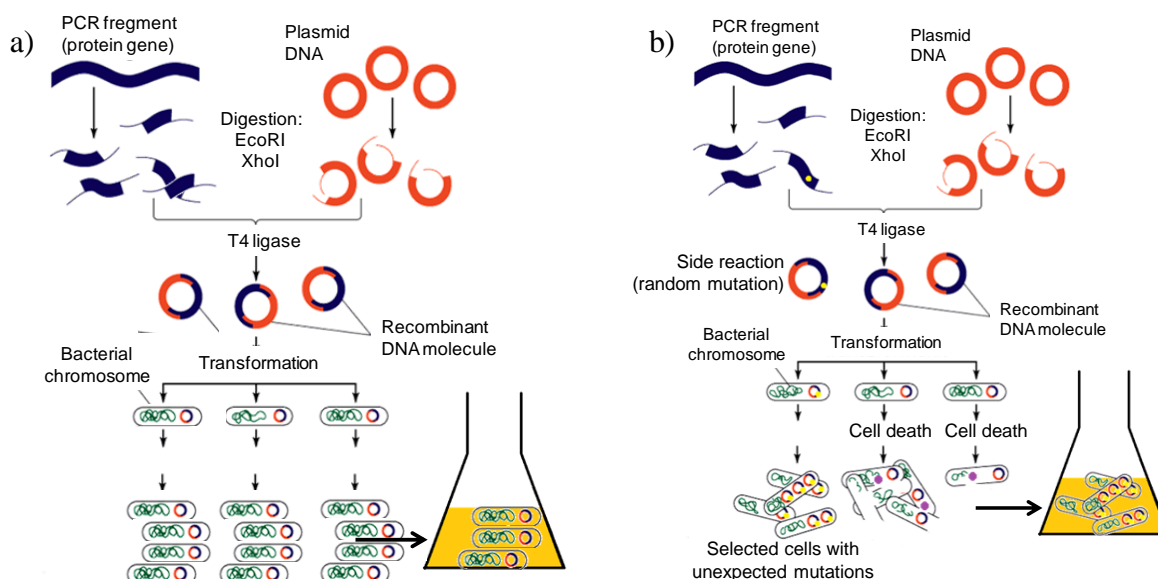 a)
PCR fregment
(protein gene)
Plasmid
DNA
Digestion:
EcoRI
XhoI
T4 ligase
Recombinant
DNA molecule
Bacterial
chromosome
Transformation
b)
PCR fregment
(protein gene)
Plasmid
DNA
Digestion:
EcoRI
XhoI
T4 ligase
Side reaction
(random mutation)
Recombinant
DNA molecule
Bacterial
chromosome
Transformation
Cell death
Cell death
Selected cells with
unexpected mutations